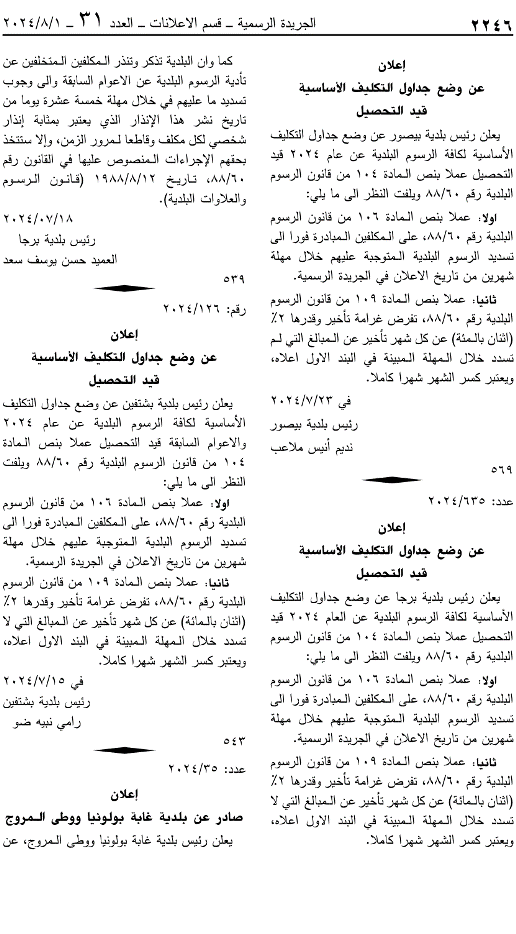 ٢٢٤٦
الجريدة الرسمية ــ قسم الاعلانات ــ العدد ٣١ ــ ٢٠٢٤/٨/١
إعلان
عن وضع جداول التكليف الأساسية
قيد التحصيل
يعلن رئيس بلدية بيصور عن وضع جداول التكليف
الأساسية لكافة الرسوم البلدية عن عام ٢٠٢٤ قيد
التحصيل عملا بنص المادة ١٠٤ من قانون الرسوم
البلدية رقم ٨٨/٦٠ ويلفت النظر الى ما يلي:
اولا: عملا بنص المادة ١٠٦ من قانون الرسوم
البلدية رقم ٨٨/٦٠، على المكلفين المبادرة فورا الى
تسديد الرسوم البلدية المتوجبة عليهم خلال مهلة
شهرين من تاريخ الاعلان في الجريدة الرسمية.
ثانيا: عملا بنص المادة ١٠٩ من قانون الرسوم
البلدية رقم ٨٨/٦٠، تفرض غرامة تأخير وقدرها ٢٪
(اثنان بالمئة) عن كل شهر تأخير عن المبالغ التي لم
تسدد خلال المهلة المبينة في البند الاول اعلاه،
ويعتبر كسر الشهر شهرا كاملا.
في ٢٠٢٤/٧/٢٣
رئيس بلدية بيصور
نديم أنيس ملاعب
٥٦٩
عدد: ٢٠٢٤/٦٣٥
إعلان
عن وضع جداول التكليف الأساسية
قيد التحصيل
يعلن رئيس بلدية برجا عن وضع جداول التكليف
الأساسية لكافة الرسوم البلدية عن العام ٢٠٢٤ قيد
التحصيل عملا بنص المادة ١٠٤ من قانون الرسوم
البلدية رقم ٨٨/٦٠ ويلفت النظر الى ما يلي:
اولا: عملا بنص المادة ١٠٦ من قانون الرسوم
البلدية رقم ٨٨/٦٠، على المكلفين المبادرة فورا الى
تسديد الرسوم البلدية المتوجبة عليهم خلال مهلة
شهرين من تاريخ الاعلان في الجريدة الرسمية.
ثانيا: عملا بنص المادة ١٠٩ من قانون الرسوم
البلدية رقم ٨٨/٦٠، تفرض غرامة تأخير وقدرها ٢٪
(اثنان بالمائة) عن كل شهر تأخير عن المبالغ التي لا
تسدد خلال المهلة المبينة في البند الاول اعلاه،
ويعتبر كسر الشهر شهرا كاملا.
كما وان البلدية تذكر وتنذر المكلفين المتخلفين عن
تأدية الرسوم البلدية عن الاعوام السابقة والى وجوب
تسديد ما عليهم في خلال مهلة خمسة عشرة يوما من
تاريخ نشر هذا الإنذار الذي يعتبر بمثابة إنذار
شخصي لكل مكلف وقاطعا لمرور الزمن، وإلا ستتخذ
بحقهم الإجراءات المنصوص عليها في القانون رقم
٨٨/٦٠، تاريخ ١٩٨٨/٨/١٢ (قانون الرسوم
والعلاوات البلدية).
٢٠٢٤/٠٧/١٨
رئيس بلدية برجا
العميد حسن يوسف سعد
٥٣٩
رقم: ٢٠٢٤/١٢٦
إعلان
عن وضع جداول التكليف الأساسية
قيد التحصيل
يعلن رئيس بلدية بشتفين عن وضع جداول التكليف
الأساسية لكافة الرسوم البلدية عن العام ٢٠٢٤
والاعوام السابقة قيد التحصيل عملا بنص المادة
١٠٤ من قانون الرسوم البلدية رقم ٨٨/٦٠ ويلفت
النظر الى ما يلي:
اولا: عملا بنص المادة ١٠٦ من قانون الرسوم
البلدية رقم ٨٨/٦٠، على المكلفين المبادرة فورا الى
تسديد الرسوم البلدية المتوجبة عليهم خلال مهلة
شهرين من تاريخ الاعلان في الجريدة الرسمية.
ثانيا: عملا بنص المادة ١٠٩ من قانون الرسوم
البلدية رقم ٨٨/٦٠، تفرض غرامة تأخير وقدرها ٢٪
(اثنان بالمائة) عن كل شهر تأخير عن المبالغ التي لا
تسدد خلال المهلة المبينة في البند الاول اعلاه،
ويعتبر كسر الشهر شهرا كاملا.
في ٢٠٢٤/٧/١٥
رئيس بلدية بشتفين
رامي نبيه ضو
٥٤٣
عدد: ٢٠٢٤/٣٥
إعلان
صادر عن بلدية غابة بولونيا ووطى المروج
يعلن رئيس بلدية غابة بولونيا ووطى المروج، عن